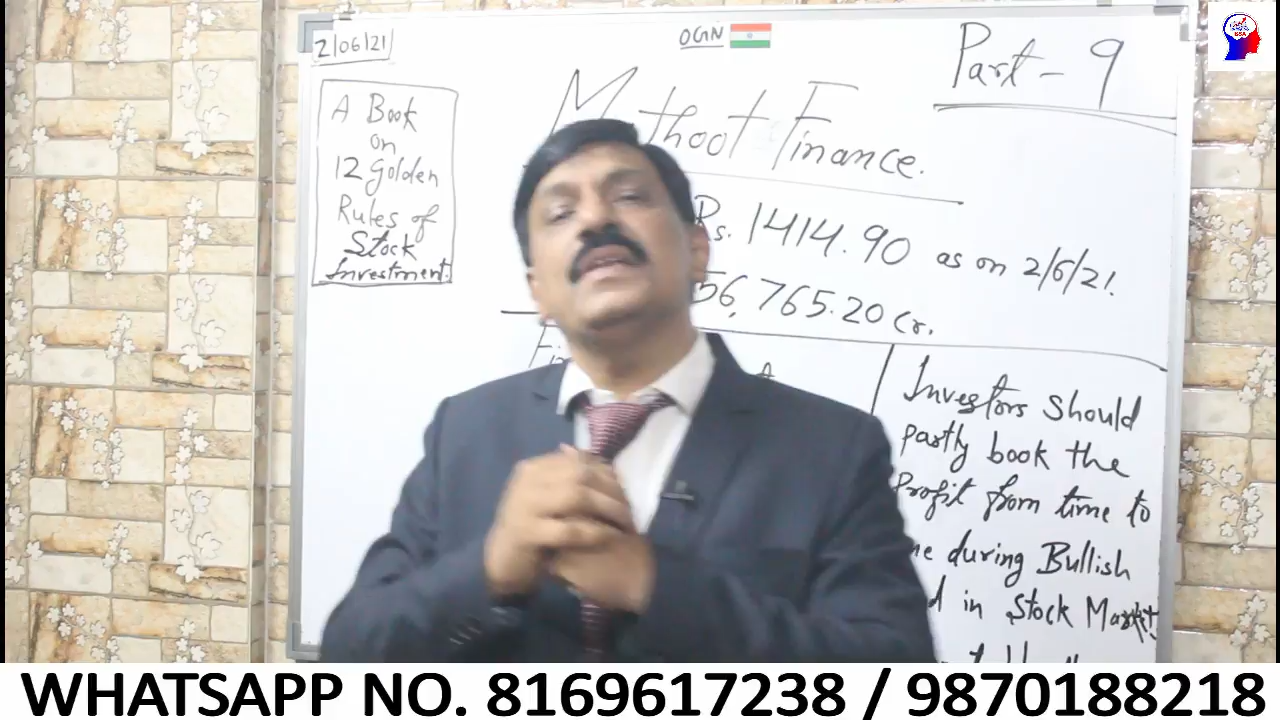 2/06/21
OGN
Part - 9
A Book
on
12 Golden
Rules of
Stock
Investment.
Muthoot Finance.
Rs. 1414.90 as on 2/6/21.
56,765.20 Cr.
Investors should
partly book the
Profit from time to
during Bullish
in Stock Market.
WHATSAPP NO. 8169617238 / 9870188218